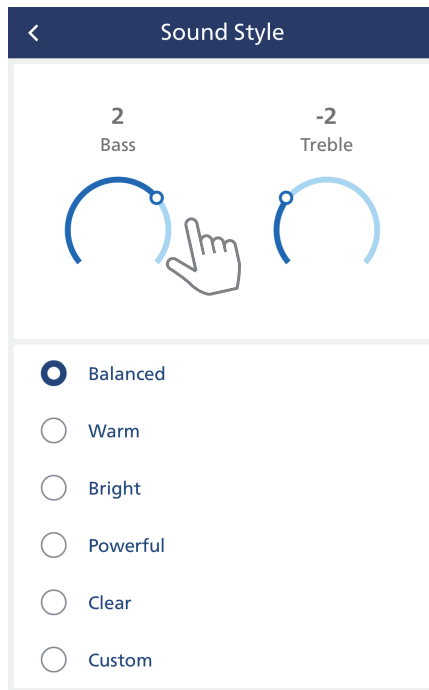 Sound Style
2
Bass
-2
Treble
Balanced
Warm
Bright
Powerful
Clear
Custom